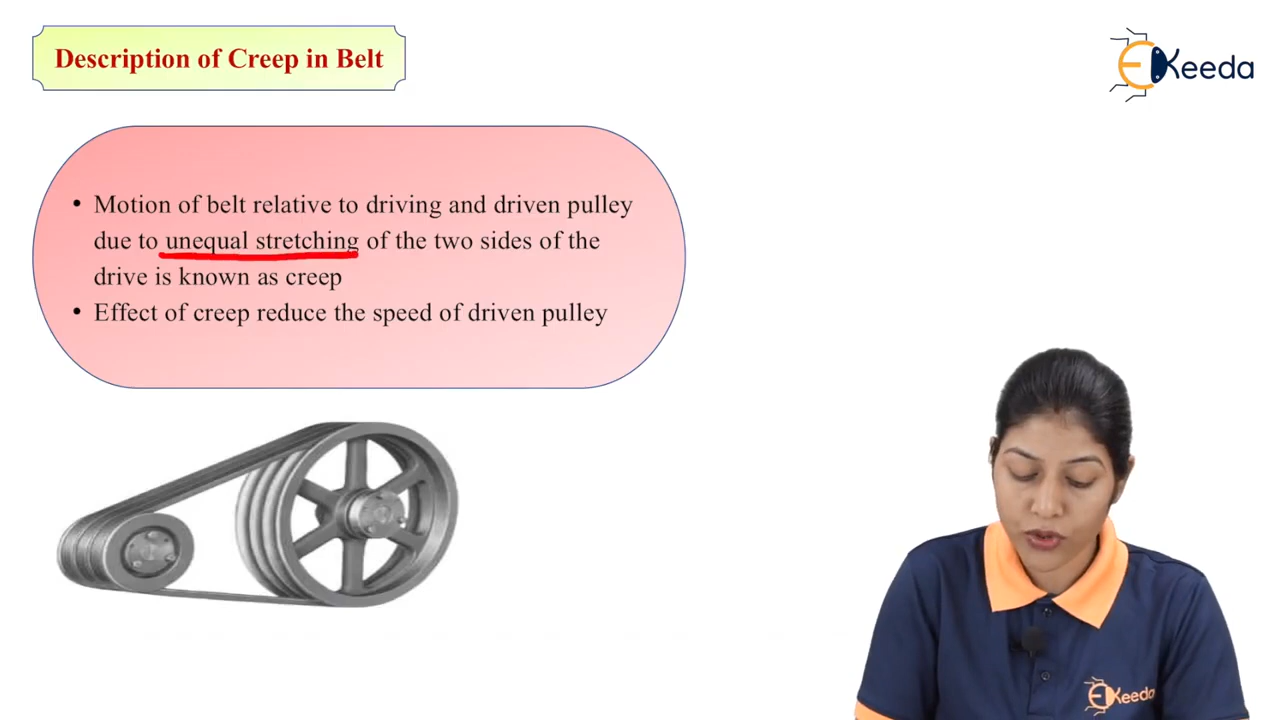 Description of Creep in Belt
EKeeda
• Motion of belt relative to driving and driven pulley
due to unequal stretching of the two sides of the
drive is known as creep
• Effect of creep reduce the speed of driven pulley
EKeeda